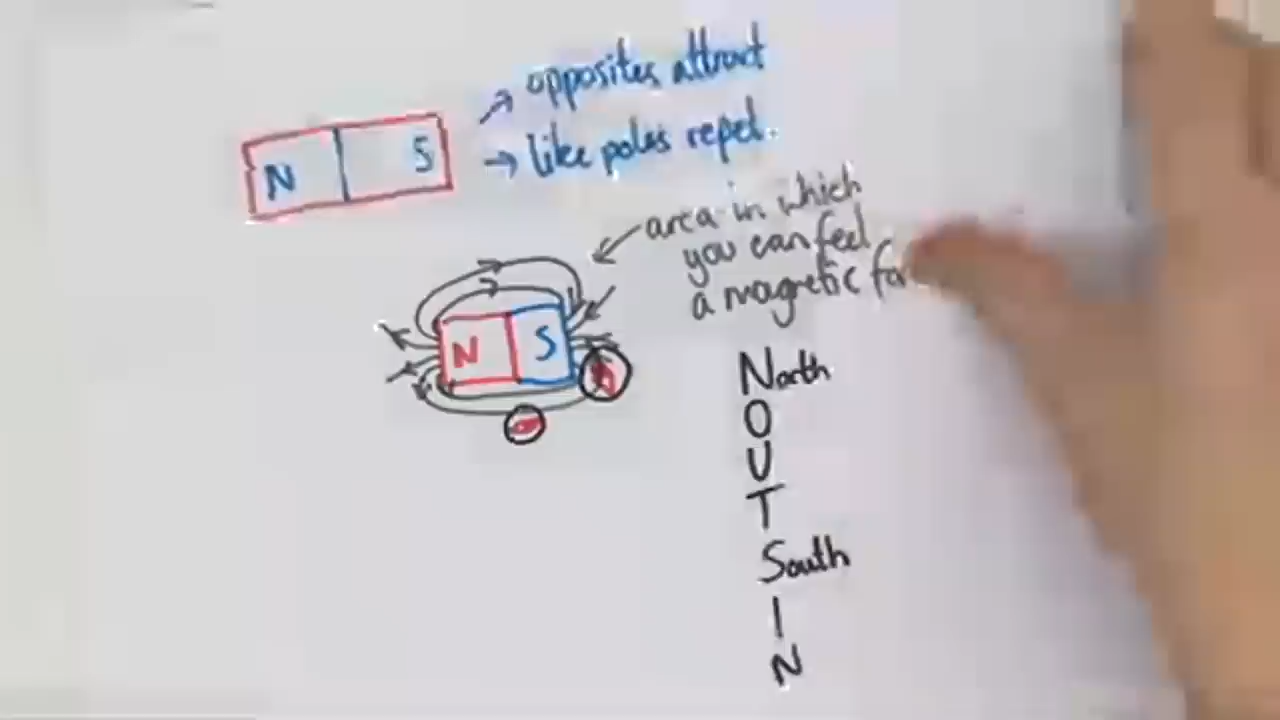 N S
→ opposites attract
→ like poles repel.
area in which
you can feel
a magnetic
N S
North
O
U
T
South
I
N